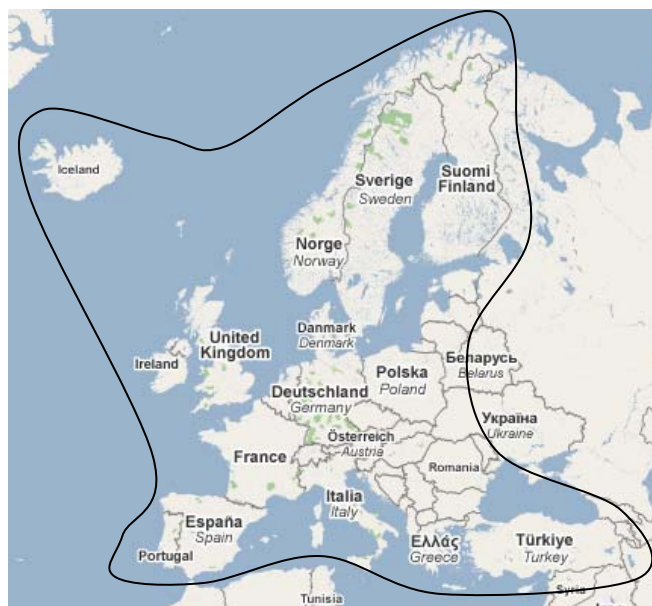 Iceland
Sverige
Sweden
Suomi
Finland
Norge
Norway
Danmark
Denmark
United
Kingdom
Ireland
Беларусь
Belarus
Polska
Poland
Deutschland
Germany
Україна
Ukraine
Österreich
Austria
France
Romania
Italia
Italy
España
Spain
Portugal
Ελλάς
Greece
Türkiye
Turkey
Tunisia
Syria